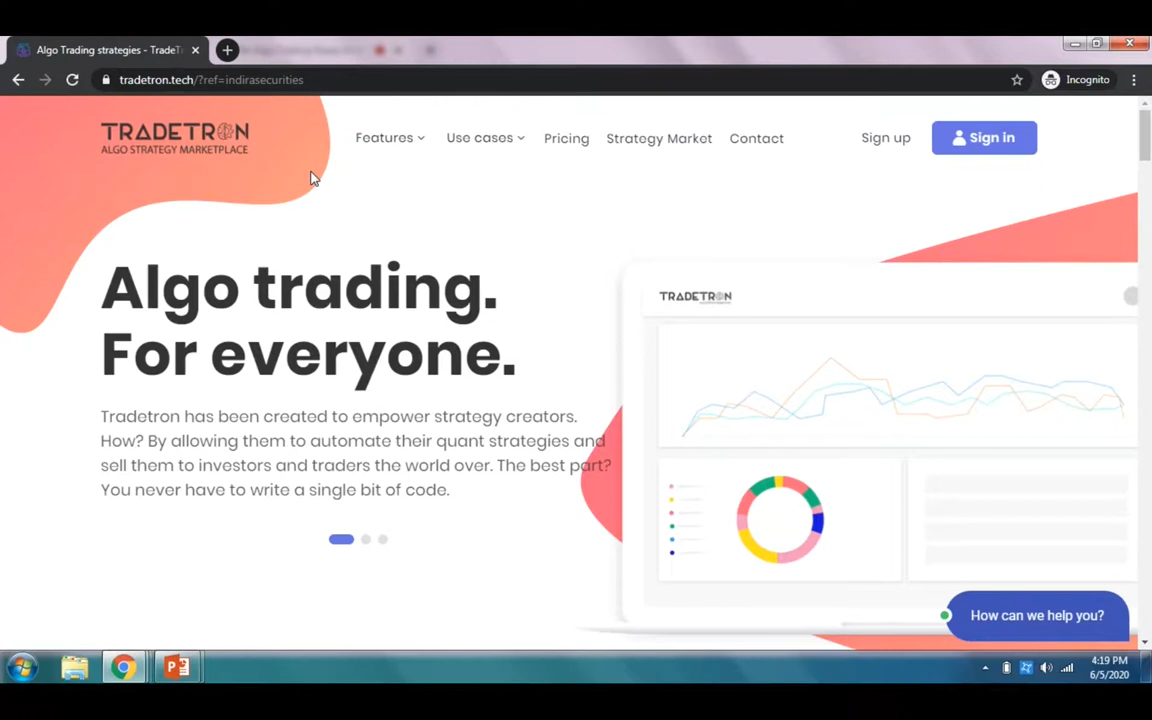 Algo Trading strategies - TradeT
tradetron.tech/?ref=indirasecurities
Incognito
TRADETRON
ALGO STRATEGY MARKETPLACE
Features
Use cases
Pricing
Strategy Market
Contact
Sign up
Sign in
Algo trading.
For everyone.
Tradetron has been created to empower strategy creators.
How? By allowing them to automate their quant strategies and
sell them to investors and traders the world over. The best part?
You never have to write a single bit of code.
TRADETRON
How can we help you?
4:19 PM
6/5/2020